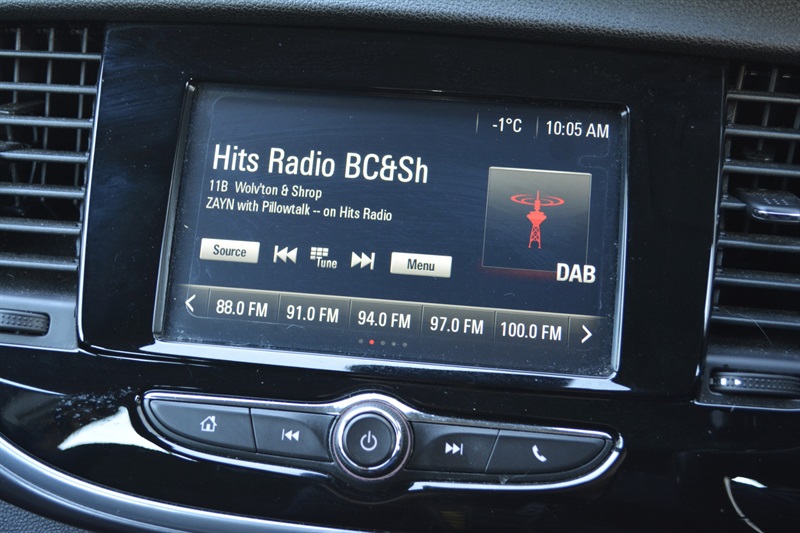 -1°C 10:05 AM
Hits Radio BC&Sh
11B Wolv'ton & Shrop
ZAYN with Pillowtalk -- on Hits Radio
DAB
Source Tune Menu
88.0 FM 91.0 FM 94.0 FM 97.0 FM 100.0 FM